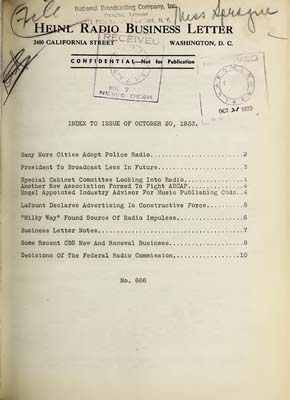 File
National Broadcasting Company, Inc.
GENERAL LIBRARY
Miss Sprague
HEINL RADIO BUSINESS LETTER
2400 CALIFORNIA STREET WASHINGTON, D. C.
RECEIVED
CONFIDENTIAL—Not for Publication
NEWS DESK
OCT 21 1933
INDEX TO ISSUE OF OCTOBER 20, 1933.
Many More Cities Adopt Police Radio...2
President To Broadcast Less In Future...3
Special Cabinet Committee Looking Into Radio...4
Another New Association Formed To Fight ASCAP...4
Engel Appointed Industry Advisor For Music Publishing Code..4
Lafount Declares Advertising Is Constructive Force...5
"Milky Way" Found Source Of Radio Impulses...6
Business Letter Notes...7
Some Recent CBS New And Renewal Business...8
Decisions Of The Federal Radio Commission...10
No. 666